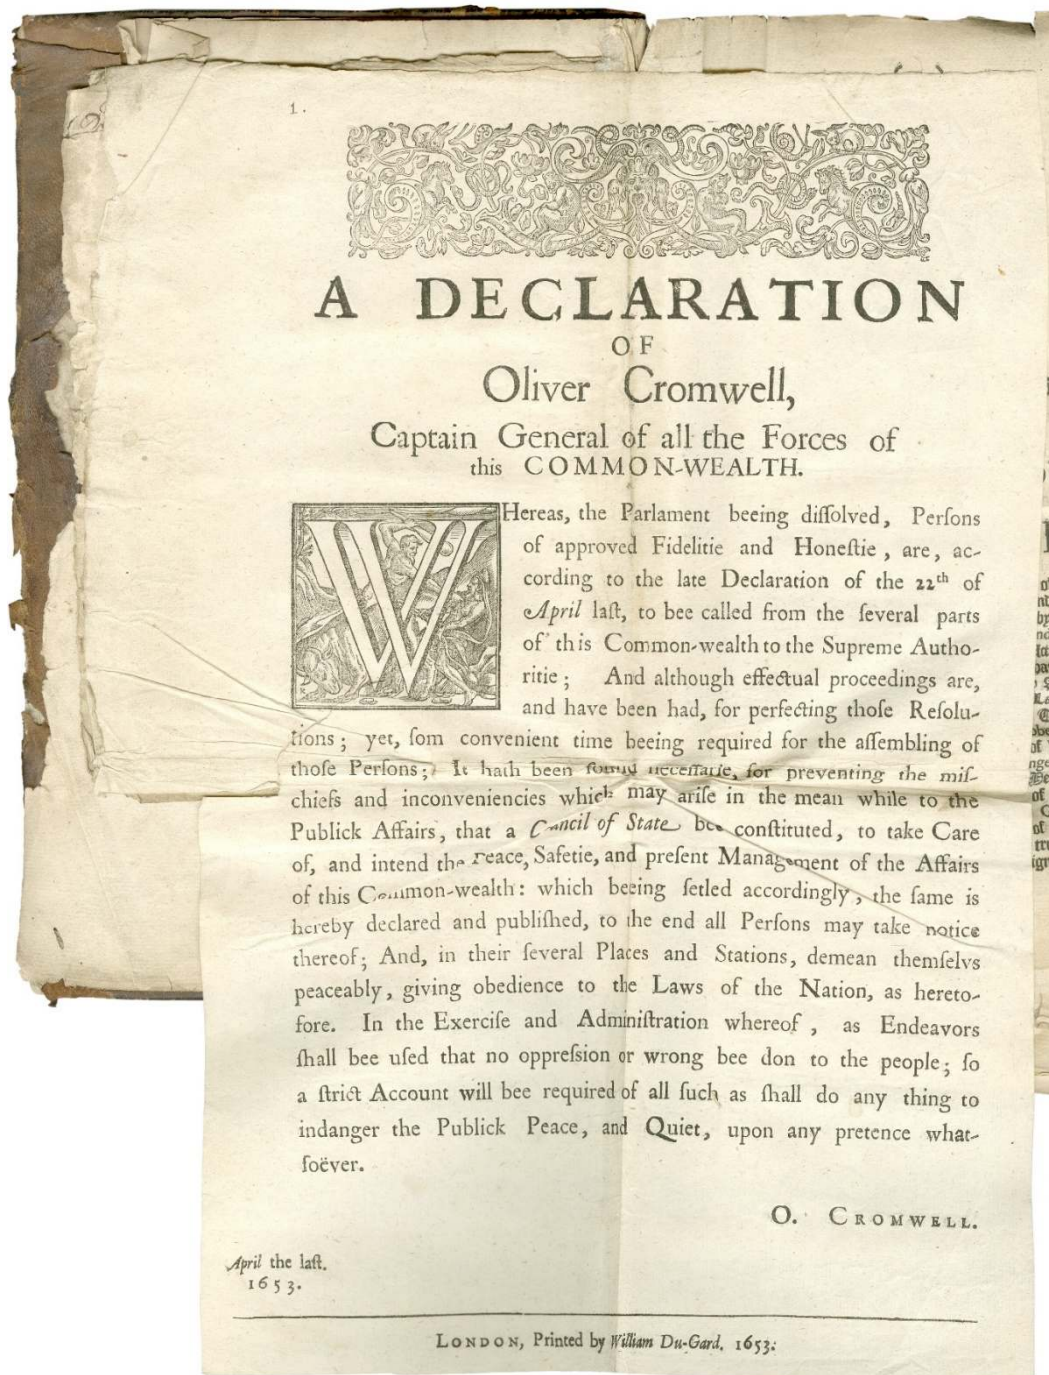 1.
A DECLARATION
OF
Oliver Cromwell,
Captain General of all the Forces of
this COMMON-WEALTH.
WHereas, the Parlament beeing diſſolved, Perſons
of approved Fidelitie and Honeſtie, are, ac-
cording to the late Declaration of the 22th of
April laſt, to bee called from the ſeveral parts
of this Common-wealth to the Supreme Autho-
ritie; And although effectual proceedings are,
and have been had, for perfecting thoſe Reſolu-
tions; yet, ſom convenient time beeing required for the aſſembling of
thoſe Perſons; It hath been found neceſſarie, for preventing the miſ-
chiefs and inconveniencies which may ariſe in the mean while to the
Publick Affairs, that a Council of State bee conſtituted, to take Care
of, and intend the Peace, Safetie, and preſent Management of the Affairs
of this Common-wealth: which beeing ſetled accordingly, the ſame is
hereby declared and publiſhed, to the end all Perſons may take notice
thereof; And, in their ſeveral Places and Stations, demean themſelvs
peaceably, giving obedience to the Laws of the Nation, as hereto-
fore. In the Exerciſe and Adminiſtration whereof, as Endeavors
ſhall bee uſed that no oppreſsion or wrong bee don to the people; ſo
a ſtrict Account will bee required of all ſuch as ſhall do any thing to
indanger the Publick Peace, and Quiet, upon any pretence what-
ſoëver.
O. CROMWELL.
April the laſt.
1653.
LONDON, Printed by William Du-Gard. 1653.